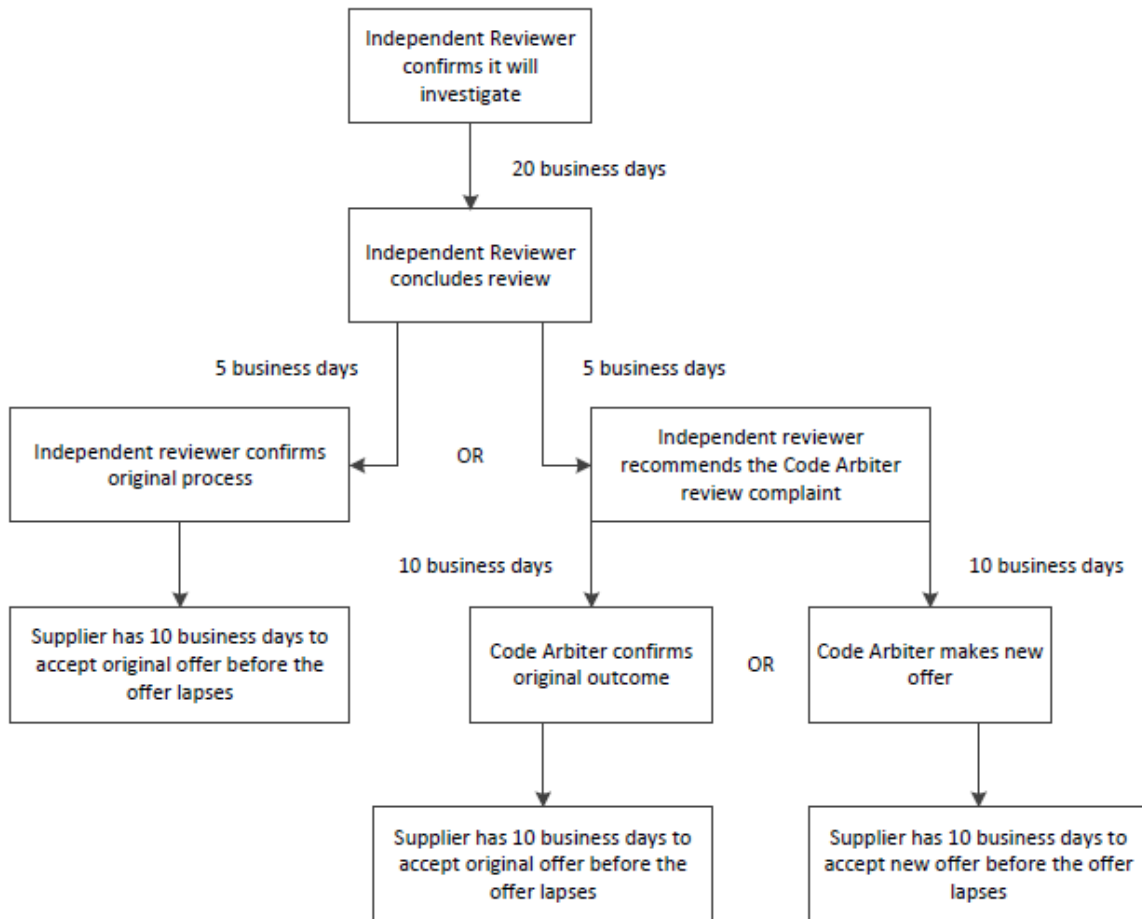 Independent Reviewer
confirms it will
investigate
20 business days
Independent Reviewer
concludes review
5 business days
5 business days
Independent reviewer confirms
original process
OR
Independent reviewer
recommends the Code Arbiter
review complaint
10 business days
10 business days
Supplier has 10 business days to
accept original offer before the
offer lapses
Code Arbiter confirms
original outcome
OR
Code Arbiter makes new
offer
Supplier has 10 business days to
accept original offer before the
offer lapses
Supplier has 10 business days to
accept new offer before the offer
lapses